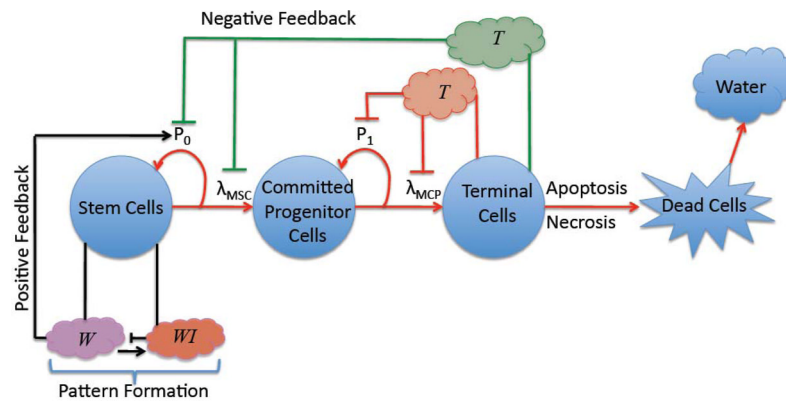 Negative Feedback
T
Water
T
P0
P1
Positive Feedback
Stem Cells
λMSC
Committed
Progenitor
Cells
λMCP
Terminal
Cells
Apoptosis
Necrosis
Dead Cells
W
WI
Pattern Formation